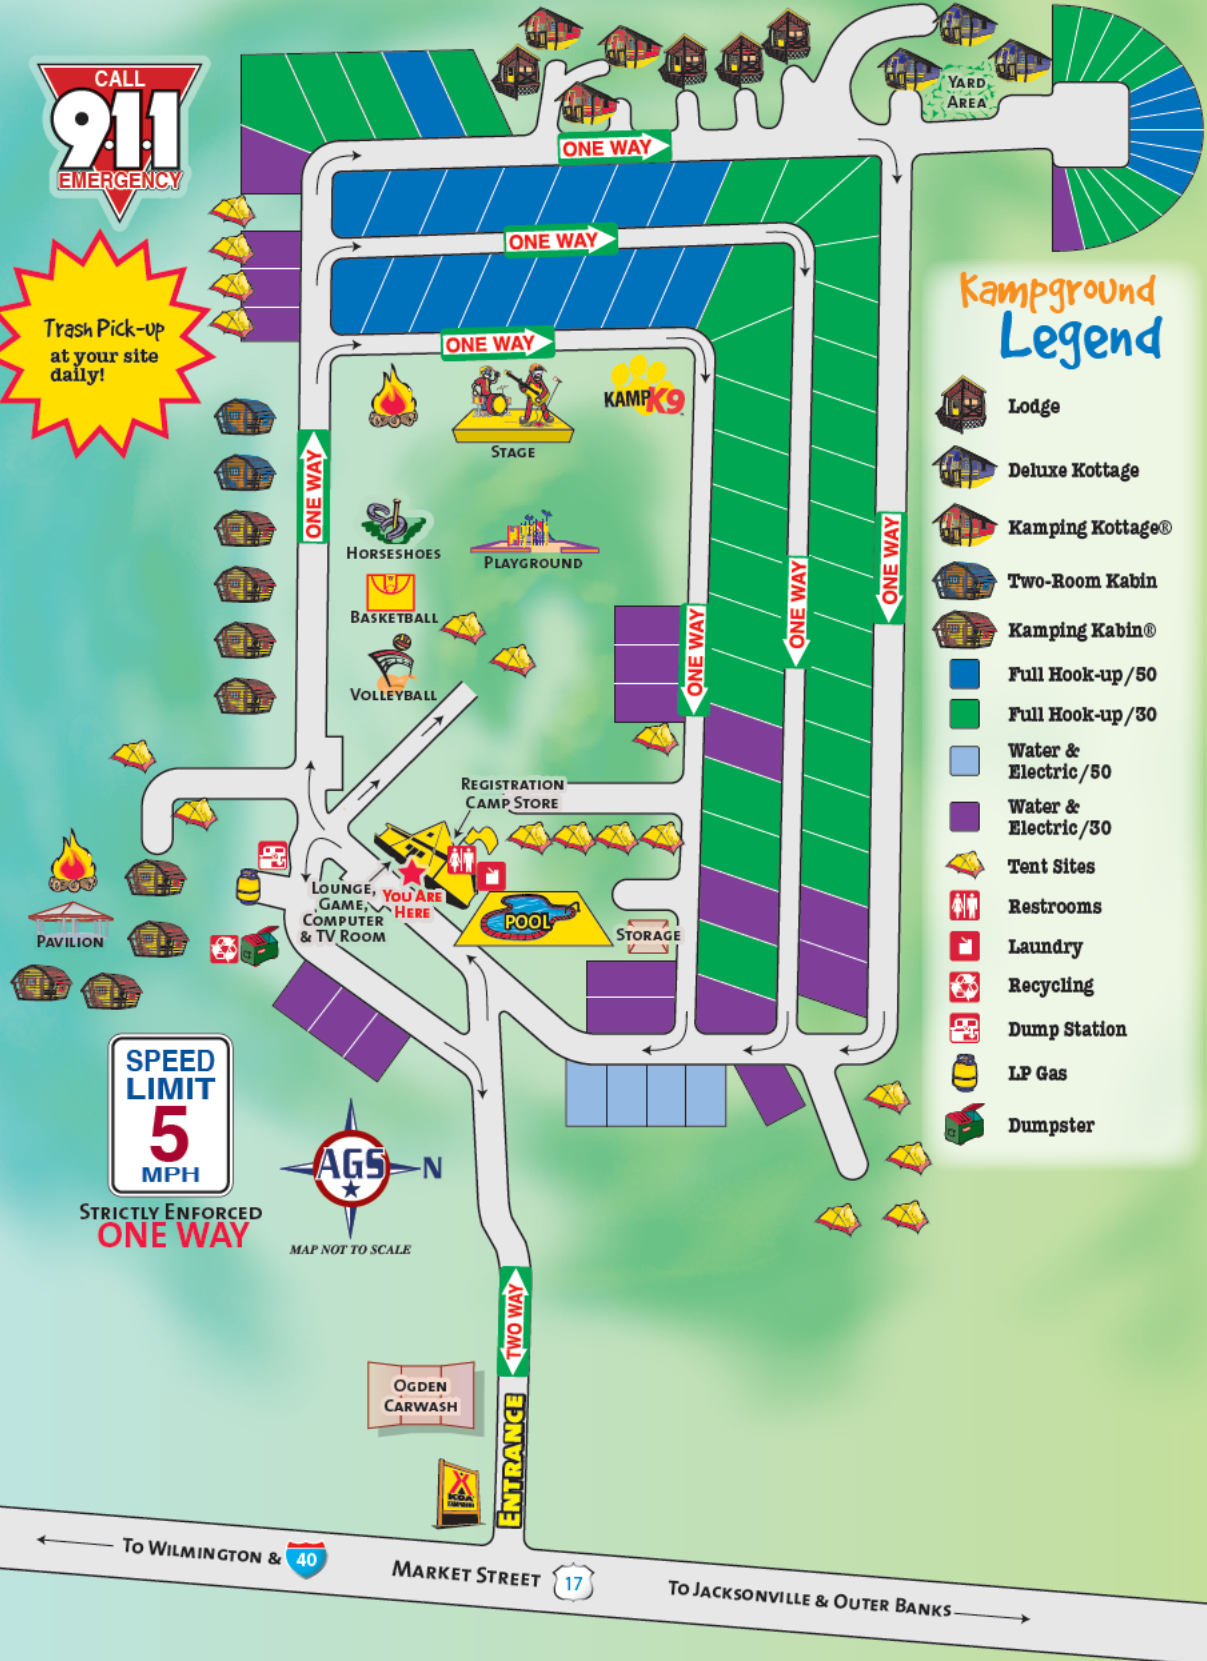 CALL
911
EMERGENCY
Trash Pick-up
at your site
daily!
ONE WAY
ONE WAY
ONE WAY
ONE WAY
ONE WAY
ONE WAY
ONE WAY
YARD
AREA
STAGE
KAMPK9
HORSESHOES
PLAYGROUND
BASKETBALL
VOLLEYBALL
REGISTRATION
CAMP STORE
LOUNGE,
GAME,
COMPUTER
& TV ROOM
YOU ARE
HERE
POOL
STORAGE
PAVILION
Kampground
Legend
Lodge
Deluxe Kottage
Kamping Kottage®
Two-Room Kabin
Kamping Kabin®
Full Hook-up/50
Full Hook-up/30
Water &
Electric/50
Water &
Electric/30
Tent Sites
Restrooms
Laundry
Recycling
Dump Station
LP Gas
Dumpster
SPEED
LIMIT
5
MPH
STRICTLY ENFORCED
ONE WAY
AGS
N
MAP NOT TO SCALE
TWO WAY
ENTRANCE
OGDEN
CARWASH
KOA
TO WILMINGTON & 40
MARKET STREET 17
TO JACKSONVILLE & OUTER BANKS